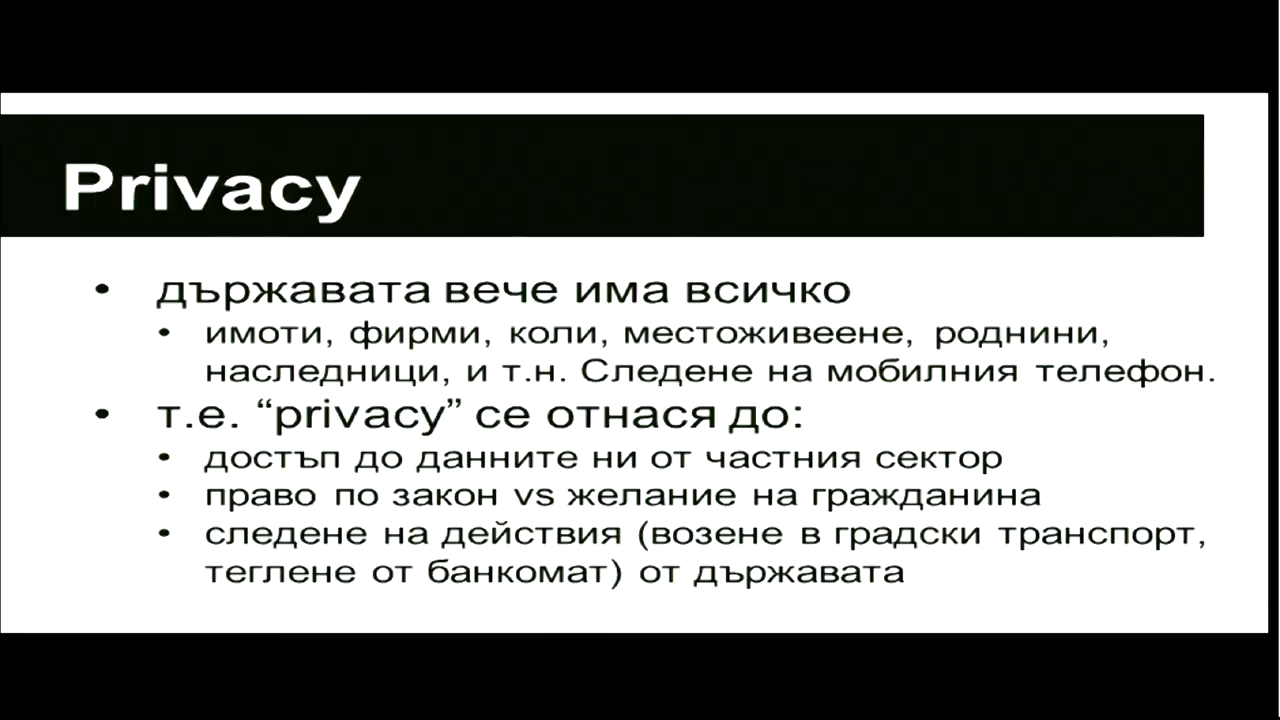 Privacy
• държавата вече има всичко
• имоти, фирми, коли, местоживеене, роднини,
наследници, и т.н. Следене на мобилния телефон.
• т.е. “privacy” се отнася до:
• достъп до данните ни от частния сектор
• право по закон vs желание на гражданина
• следене на действия (возене в градски транспорт,
теглене от банкомат) от държавата